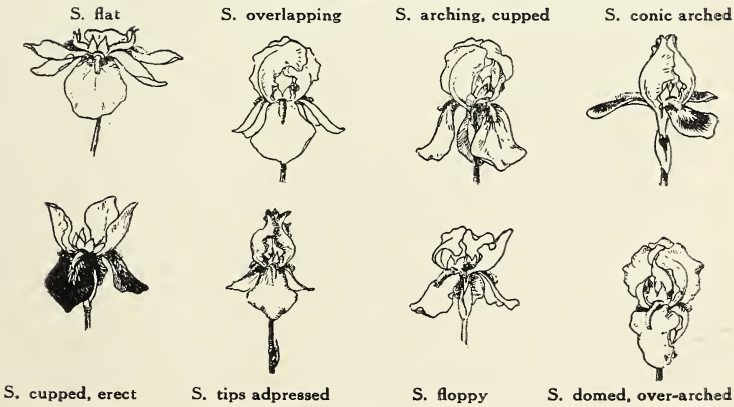 S. flat S. overlapping S. arching, cupped S. conic arched
S. cupped, erect S. tips adpressed S. floppy S. domed, over-arched